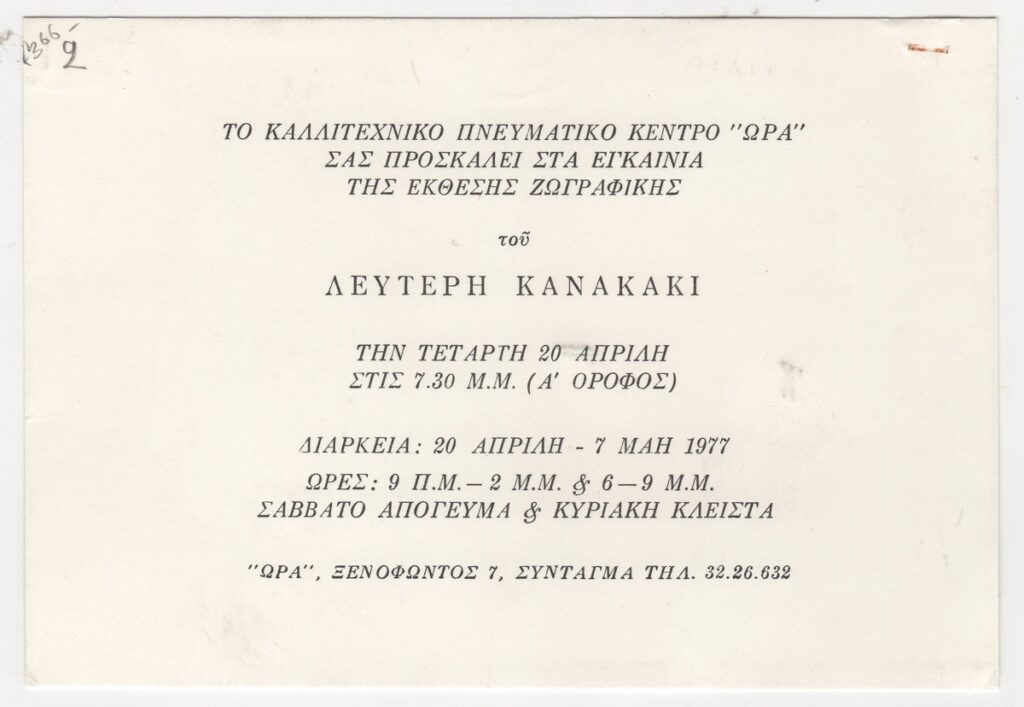 ΤΟ ΚΑΛΛΙΤΕΧΝΙΚΟ ΠΝΕΥΜΑΤΙΚΟ ΚΕΝΤΡΟ "ΩΡΑ"
ΣΑΣ ΠΡΟΣΚΑΛΕΙ ΣΤΑ ΕΓΚΑΙΝΙΑ
ΤΗΣ ΕΚΘΕΣΗΣ ΖΩΓΡΑΦΙΚΗΣ
τοῦ
ΛΕΥΤΕΡΗ ΚΑΝΑΚΑΚΙ
ΤΗΝ ΤΕΤΑΡΤΗ 20 ΑΠΡΙΛΗ
ΣΤΙΣ 7.30 Μ.Μ. (Α' ΟΡΟΦΟΣ)
ΔΙΑΡΚΕΙΑ: 20 ΑΠΡΙΛΗ - 7 ΜΑΗ 1977
ΩΡΕΣ: 9 Π.Μ. — 2 Μ.Μ. & 6 — 9 Μ.Μ.
ΣΑΒΒΑΤΟ ΑΠΟΓΕΥΜΑ & ΚΥΡΙΑΚΗ ΚΛΕΙΣΤΑ
"ΩΡΑ", ΞΕΝΟΦΩΝΤΟΣ 7, ΣΥΝΤΑΓΜΑ ΤΗΛ. 32.26.632